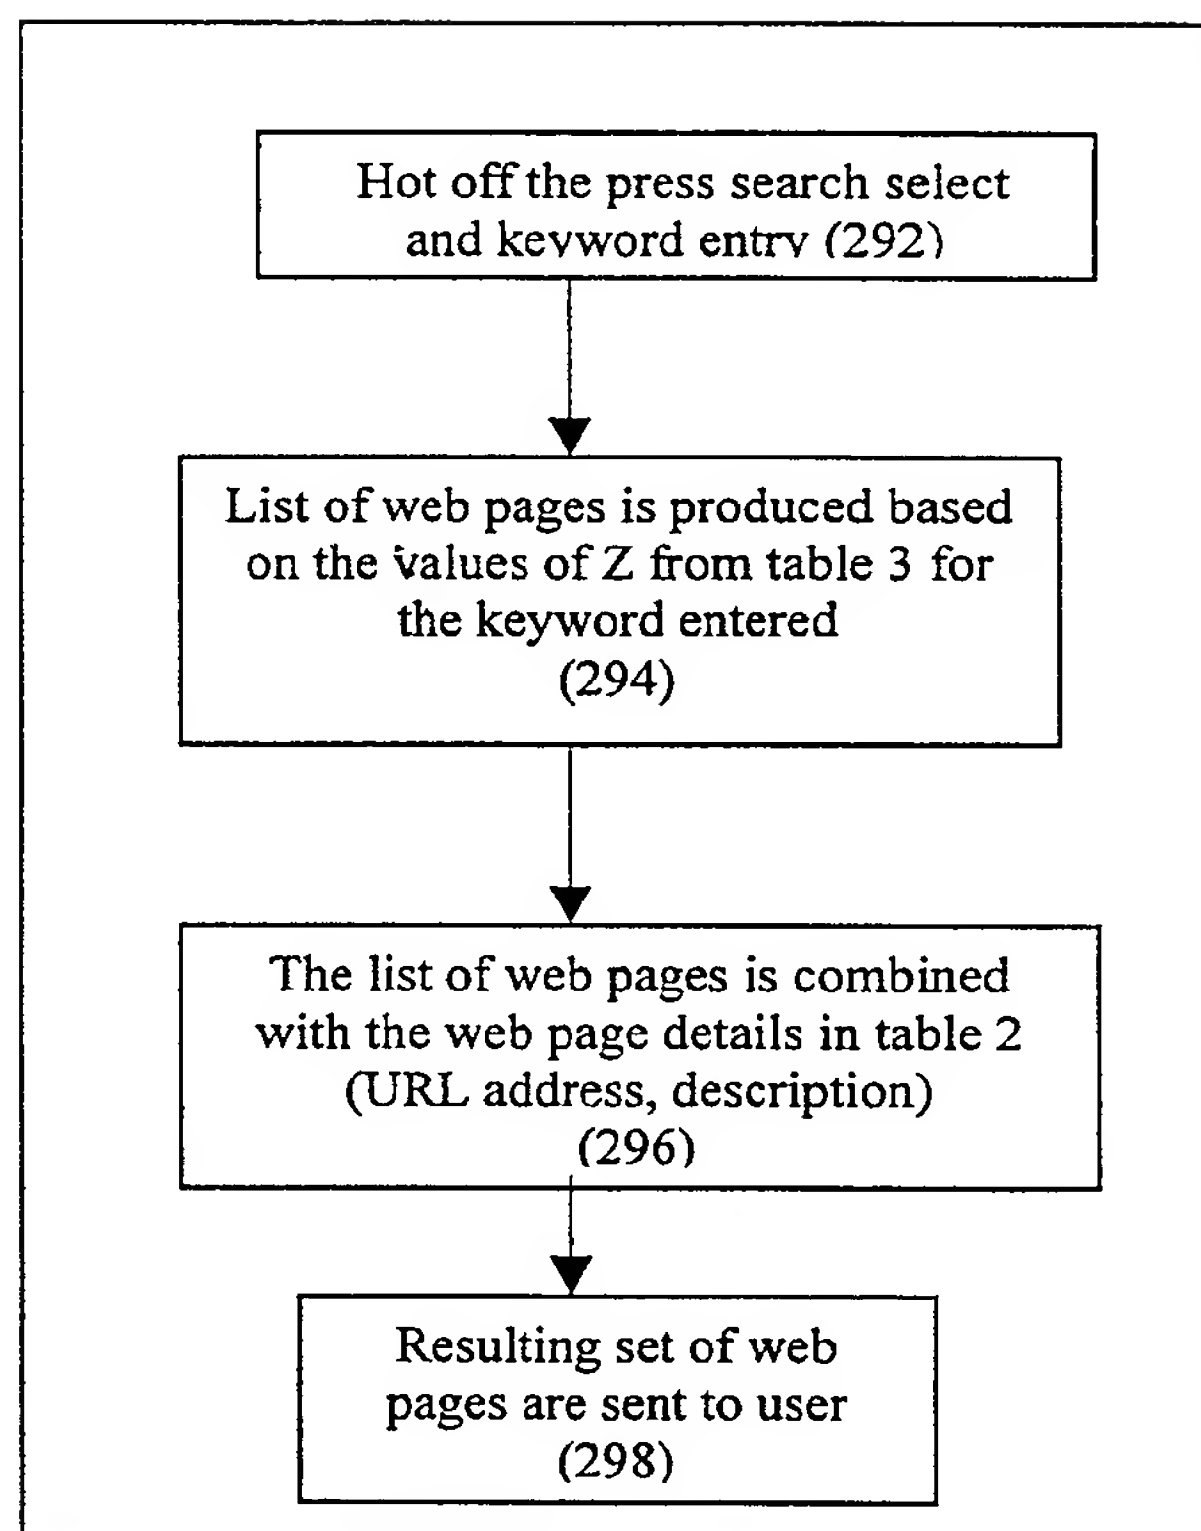 Hot off the press search select
and keyword entry (292)
List of web pages is produced based
on the values of Z from table 3 for
the keyword entered
(294)
The list of web pages is combined
with the web page details in table 2
(URL address, description)
(296)
Resulting set of web
pages are sent to user
(298)